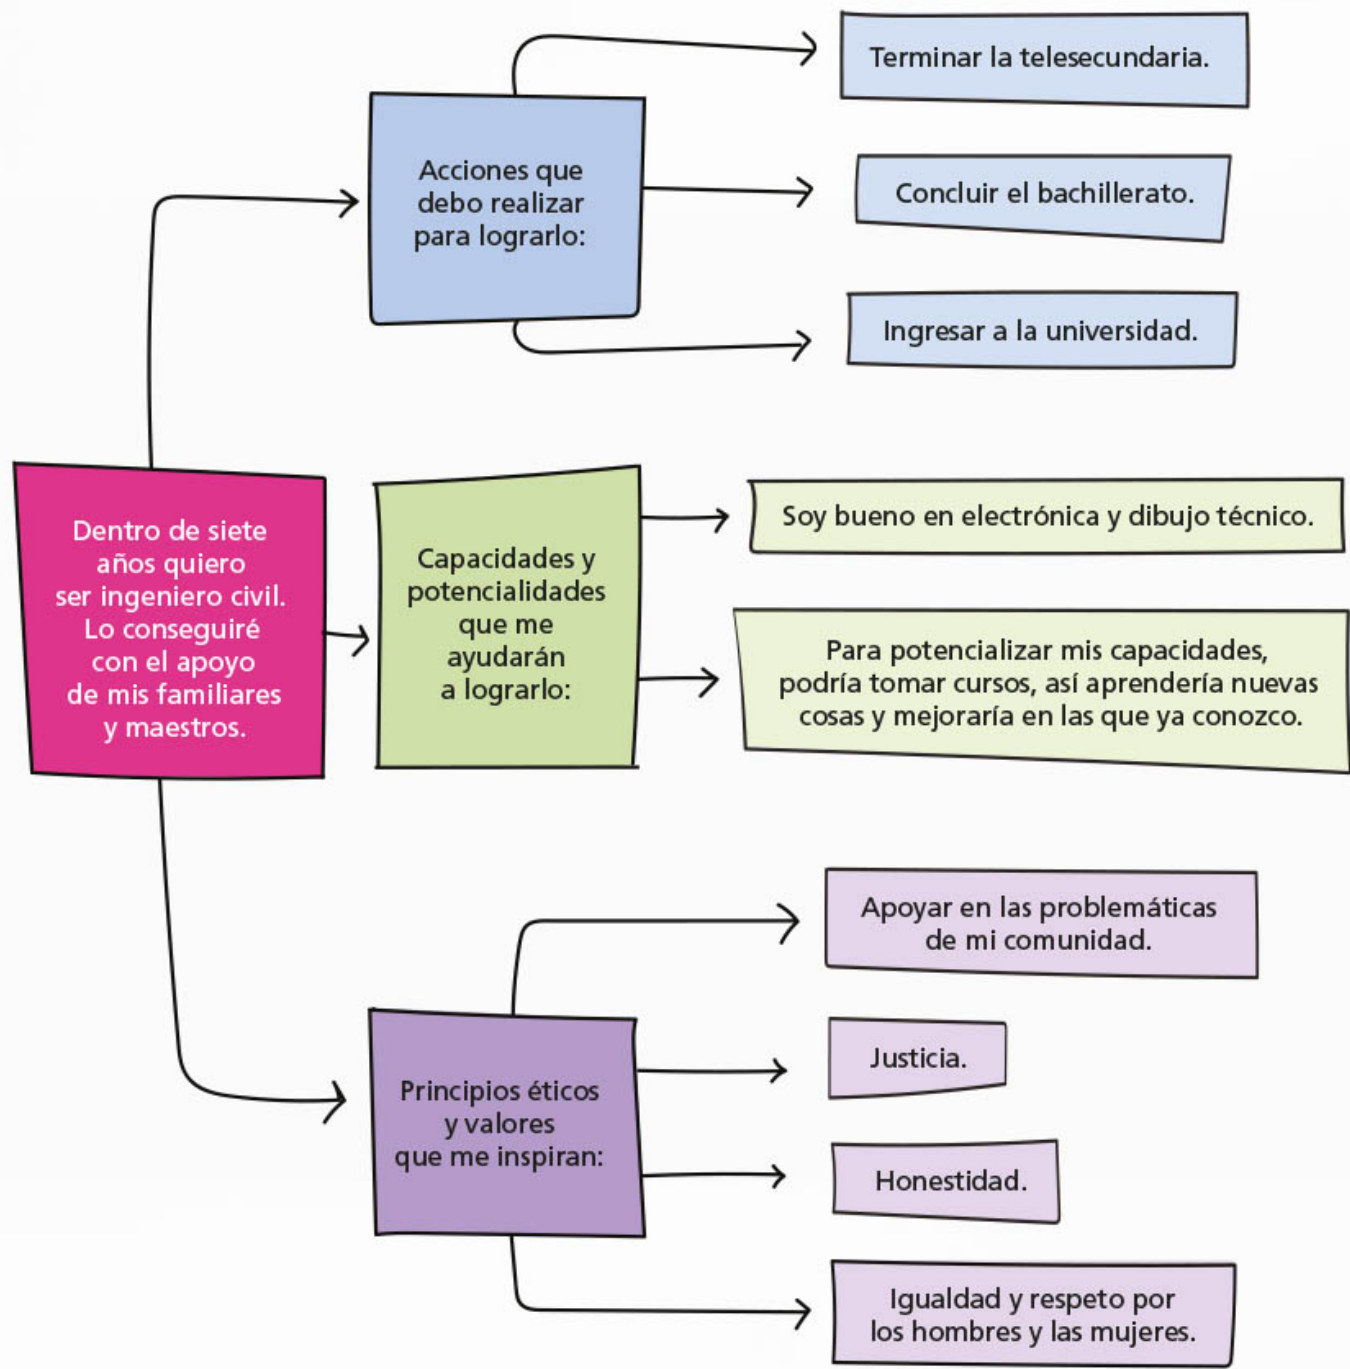 Dentro de siete
años quiero
ser ingeniero civil.
Lo conseguiré
con el apoyo
de mis familiares
y maestros.
Acciones que
debo realizar
para lograrlo:
Terminar la telesecundaria.
Concluir el bachillerato.
Ingresar a la universidad.
Capacidades y
potencialidades
que me
ayudarán
a lograrlo:
Soy bueno en electrónica y dibujo técnico.
Para potencializar mis capacidades,
podría tomar cursos, así aprendería nuevas
cosas y mejoraría en las que ya conozco.
Principios éticos
y valores
que me inspiran:
Apoyar en las problemáticas
de mi comunidad.
Justicia.
Honestidad.
Igualdad y respeto por
los hombres y las mujeres.